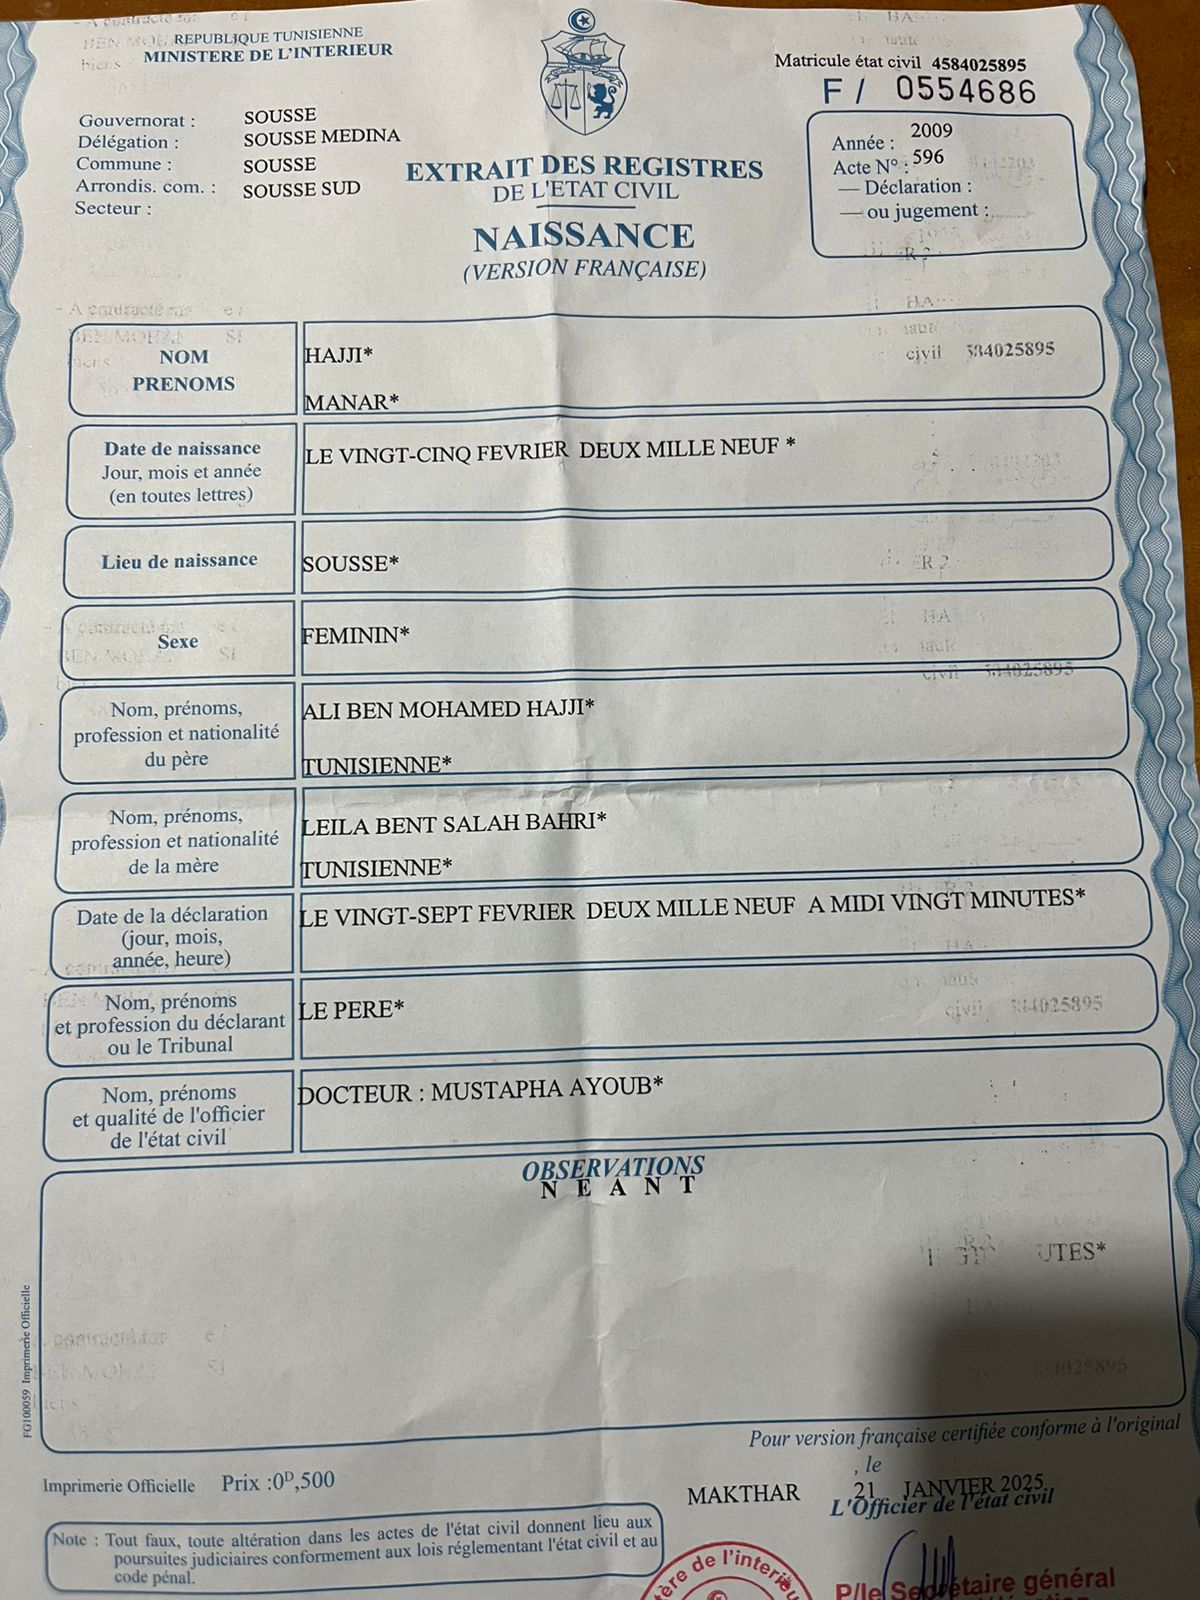 REPUBLIQUE TUNISIENNE
MINISTERE DE L'INTERIEUR
Matricule état civil 4584025895
F / 0554686
Gouvernorat : SOUSSE
Délégation : SOUSSE MEDINA
Commune : SOUSSE
Arrondis. com. : SOUSSE SUD
Secteur :
EXTRAIT DES REGISTRES
DE L'ETAT CIVIL
NAISSANCE
(VERSION FRANÇAISE)
Année : 2009
Acte N° : 596
— Déclaration :
— ou jugement :
NOM
PRENOMS
HAJJI*
MANAR*
Date de naissance
Jour, mois et année
(en toutes lettres)
LE VINGT-CINQ FEVRIER DEUX MILLE NEUF *
Lieu de naissance
SOUSSE*
Sexe
FEMININ*
Nom, prénoms,
profession et nationalité
du père
ALI BEN MOHAMED HAJJI*
TUNISIENNE*
Nom, prénoms,
profession et nationalité
de la mère
LEILA BENT SALAH BAHRI*
TUNISIENNE*
Date de la déclaration
(jour, mois,
année, heure)
LE VINGT-SEPT FEVRIER DEUX MILLE NEUF A MIDI VINGT MINUTES*
Nom, prénoms
et profession du déclarant
ou le Tribunal
LE PERE*
Nom, prénoms
et qualité de l'officier
de l'état civil
DOCTEUR : MUSTAPHA AYOUB*
OBSERVATIONS
N E A N T
FG100059 Imprimerie Officielle
Pour version française certifiée conforme à l'original
Imprimerie Officielle Prix :0D,500
, le
MAKTHAR 21 JANVIER 2025
L'Officier de l'état civil
Note : Tout faux, toute altération dans les actes de l'état civil donnent lieu aux
poursuites judiciaires conformement aux lois réglementant l'état civil et au
code pénal.
P/le Secrétaire général